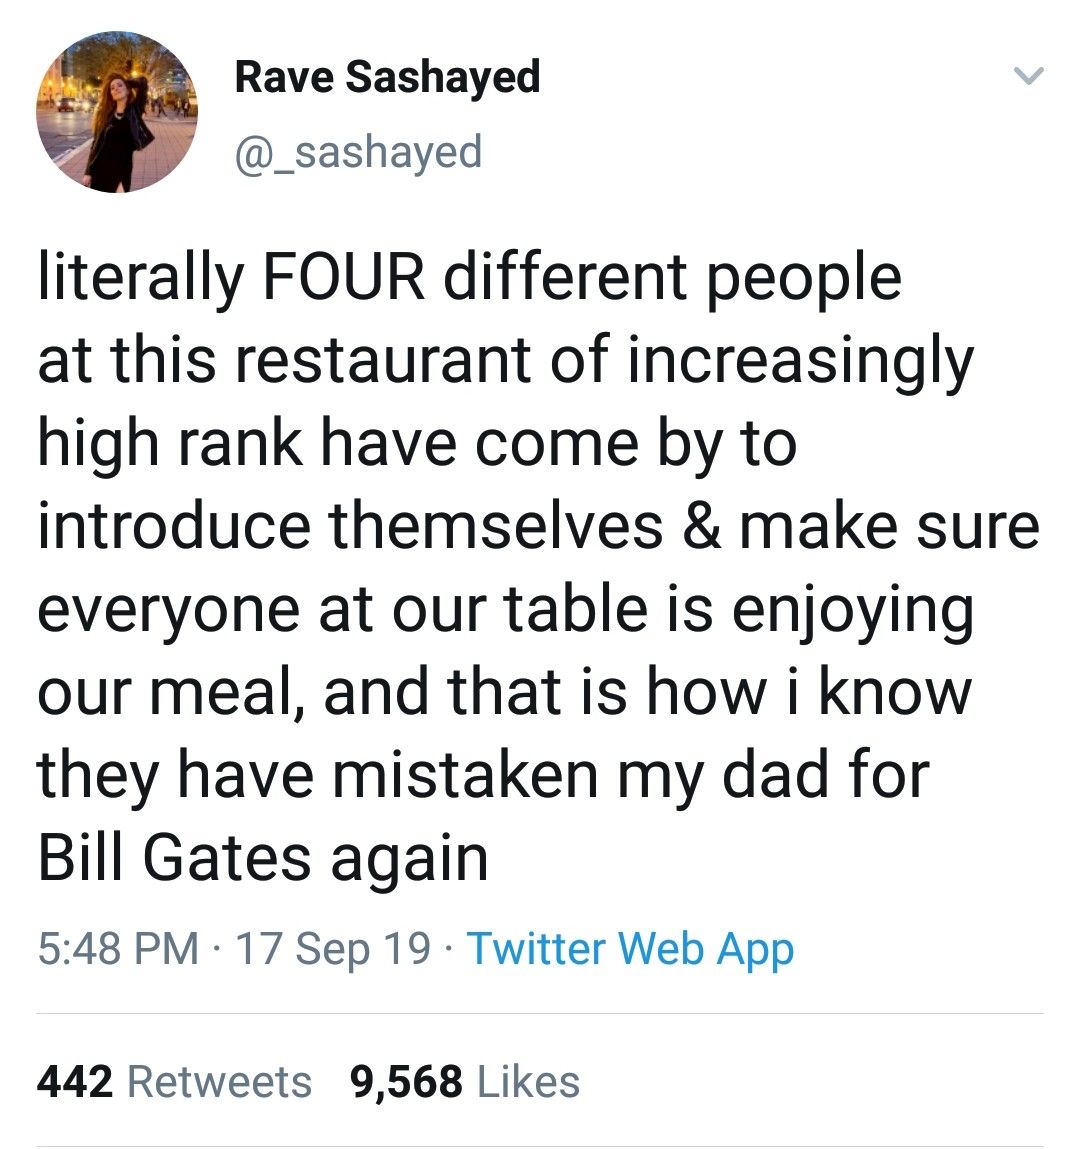 Rave Sashayed
@_sashayed
literally FOUR different people
at this restaurant of increasingly
high rank have come by to
introduce themselves & make sure
everyone at our table is enjoying
our meal, and that is how i know
they have mistaken my dad for
Bill Gates again
5:48 PM · 17 Sep 19 · Twitter Web App
442 Retweets 9,568 Likes